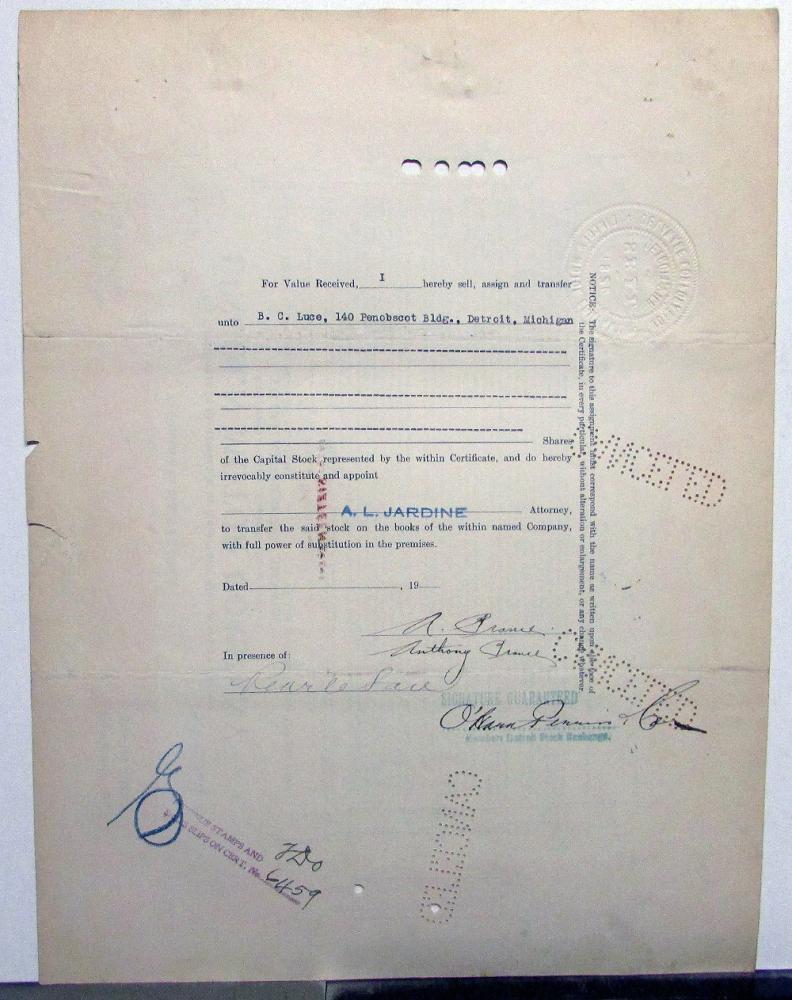 For Value Received, I hereby sell, assign and transfer
unto B. C. Luce, 140 Penobscot Bldg., Detroit, Michigan
Shares
of the Capital Stock represented by the within Certificate, and do hereby
irrevocably constitute and appoint
A. L. JARDINE Attorney,
to transfer the said stock on the books of the within named Company,
with full power of substitution in the premises.
Dated , 19
A.
Anthony
In presence of:
SIGNATURE GUARANTEED
Members Detroit Stock Exchange.
NOTICE: The signature to this assignment must correspond with the name as written upon the face of
the Certificate, in every particular, without alteration or enlargement, or any change whatever
CANCELLED
CANCELLED
CANCELLED
STAMPS AND
SLIPS ON CERT. No. 6459